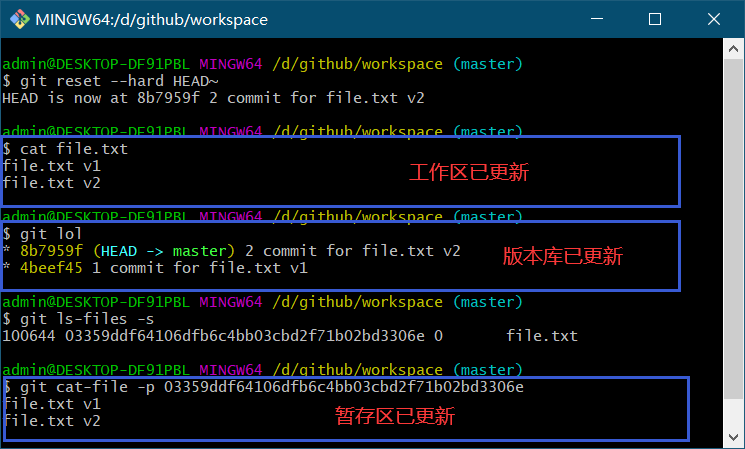 MINGW64:/d/github/workspace
admin@DESKTOP-DF91PBL MINGW64 /d/github/workspace (master)
$ git reset --hard HEAD~
HEAD is now at 8b7959f 2 commit for file.txt v2
admin@DESKTOP-DF91PBL MINGW64 /d/github/workspace (master)
$ cat file.txt
file.txt v1
工作区已更新
file.txt v2
admin@DESKTOP-DF91PBL MINGW64 /d/github/workspace (master)
$ git lol
* 8b7959f (HEAD -> master) 2 commit for file.txt v2
版本库已更新
* 4beef45 1 commit for file.txt v1
admin@DESKTOP-DF91PBL MINGW64 /d/github/workspace (master)
$ git ls-files -s
100644 03359ddf64106dfb6c4bb03cbd2f71b02bd3306e 0 file.txt
admin@DESKTOP-DF91PBL MINGW64 /d/github/workspace (master)
$ git cat-file -p 03359ddf64106dfb6c4bb03cbd2f71b02bd3306e
file.txt v1
暂存区已更新
file.txt v2